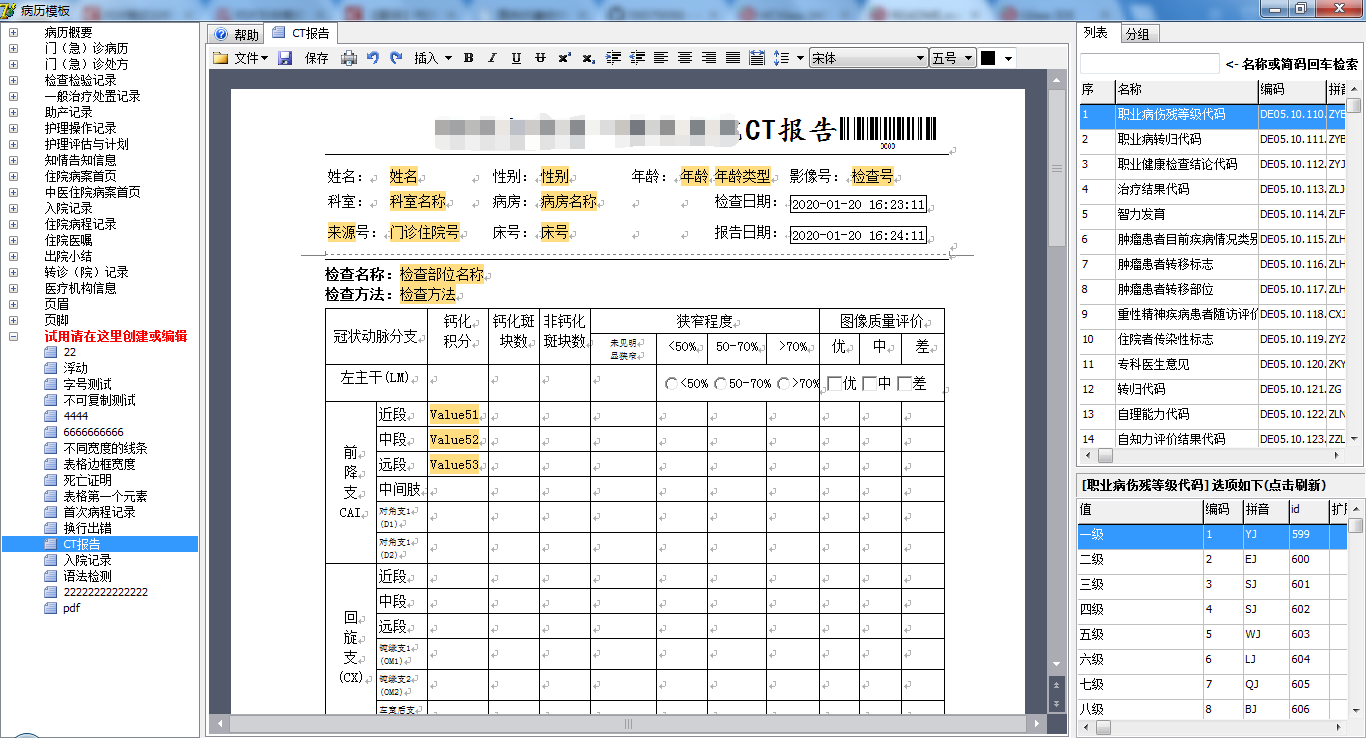 病历模板
病历概要
门（急）诊病历
门（急）诊处方
检查检验记录
一般治疗处置记录
助产记录
护理操作记录
护理评估与计划
知情告知信息
住院病案首页
中医住院病案首页
入院记录
住院病程记录
住院医嘱
出院小结
转诊（院）记录
医疗机构信息
页眉
页脚
试用请在这里创建或编辑
22
浮动
字号测试
不可复制测试
4444
6666666666
不同宽度的线条
表格边框宽度
死亡证明
表格第一个元素
首次病程记录
换行出错
CT报告
入院记录
语法检测
22222222222222
pdf
帮助 CT报告
文件 保存 插入 B I U 宋体 五号
CT报告
0000
姓名： 姓名 性别： 性别 年龄： 年龄 年龄类型 影像号： 检查号
科室： 科室名称 病房： 病房名称 检查日期： 2020-01-20 16:23:11
来源号： 门诊住院号 床号： 床号 报告日期： 2020-01-20 16:24:11
检查名称：检查部位名称
检查方法：检查方法
冠状动脉分支 钙化积分 钙化斑块数 非钙化斑块数 狭窄程度 图像质量评价
未见明显狭窄 <50% 50-70% >70% 优 中 差
左主干(LM) <50% 50-70% >70% 优 中 差
前降支CAI
近段 Value51
中段 Value52
远段 Value53
中间肢
对角支1(D1)
对角支1(D2)
回旋支(CX)
近段
中段
远段
钝缘支1(OM1)
钝缘支2(OM2)
左室后支
列表 分组
<- 名称或简码回车检索
序 名称 编码 拼音
1 职业病伤残等级代码 DE05.10.110. ZYE
2 职业病转归代码 DE05.10.111. ZYE
3 职业健康检查结论代码 DE05.10.112. ZYJ
4 治疗结果代码 DE05.10.113. ZLJ
5 智力发育 DE05.10.114. ZLF
6 肿瘤患者目前疾病情况类别 DE05.10.115. ZLH
7 肿瘤患者转移标志 DE05.10.116. ZLH
8 肿瘤患者转移部位 DE05.10.117. ZLH
9 重性精神疾病患者随访评价 DE05.10.118. CXJ
10 住院者传染性标志 DE05.10.119. ZYZ
11 专科医生意见 DE05.10.120. ZKY
12 转归代码 DE05.10.121. ZG
13 自理能力代码 DE05.10.122. ZLN
14 自知力评价结果代码 DE05.10.123. ZZL
[职业病伤残等级代码] 选项如下(点击刷新)
值 编码 拼音 id 扩展
一级 1 YJ 599
二级 2 EJ 600
三级 3 SJ 601
四级 4 SJ 602
五级 5 WJ 603
六级 6 LJ 604
七级 7 QJ 605
八级 8 BJ 606